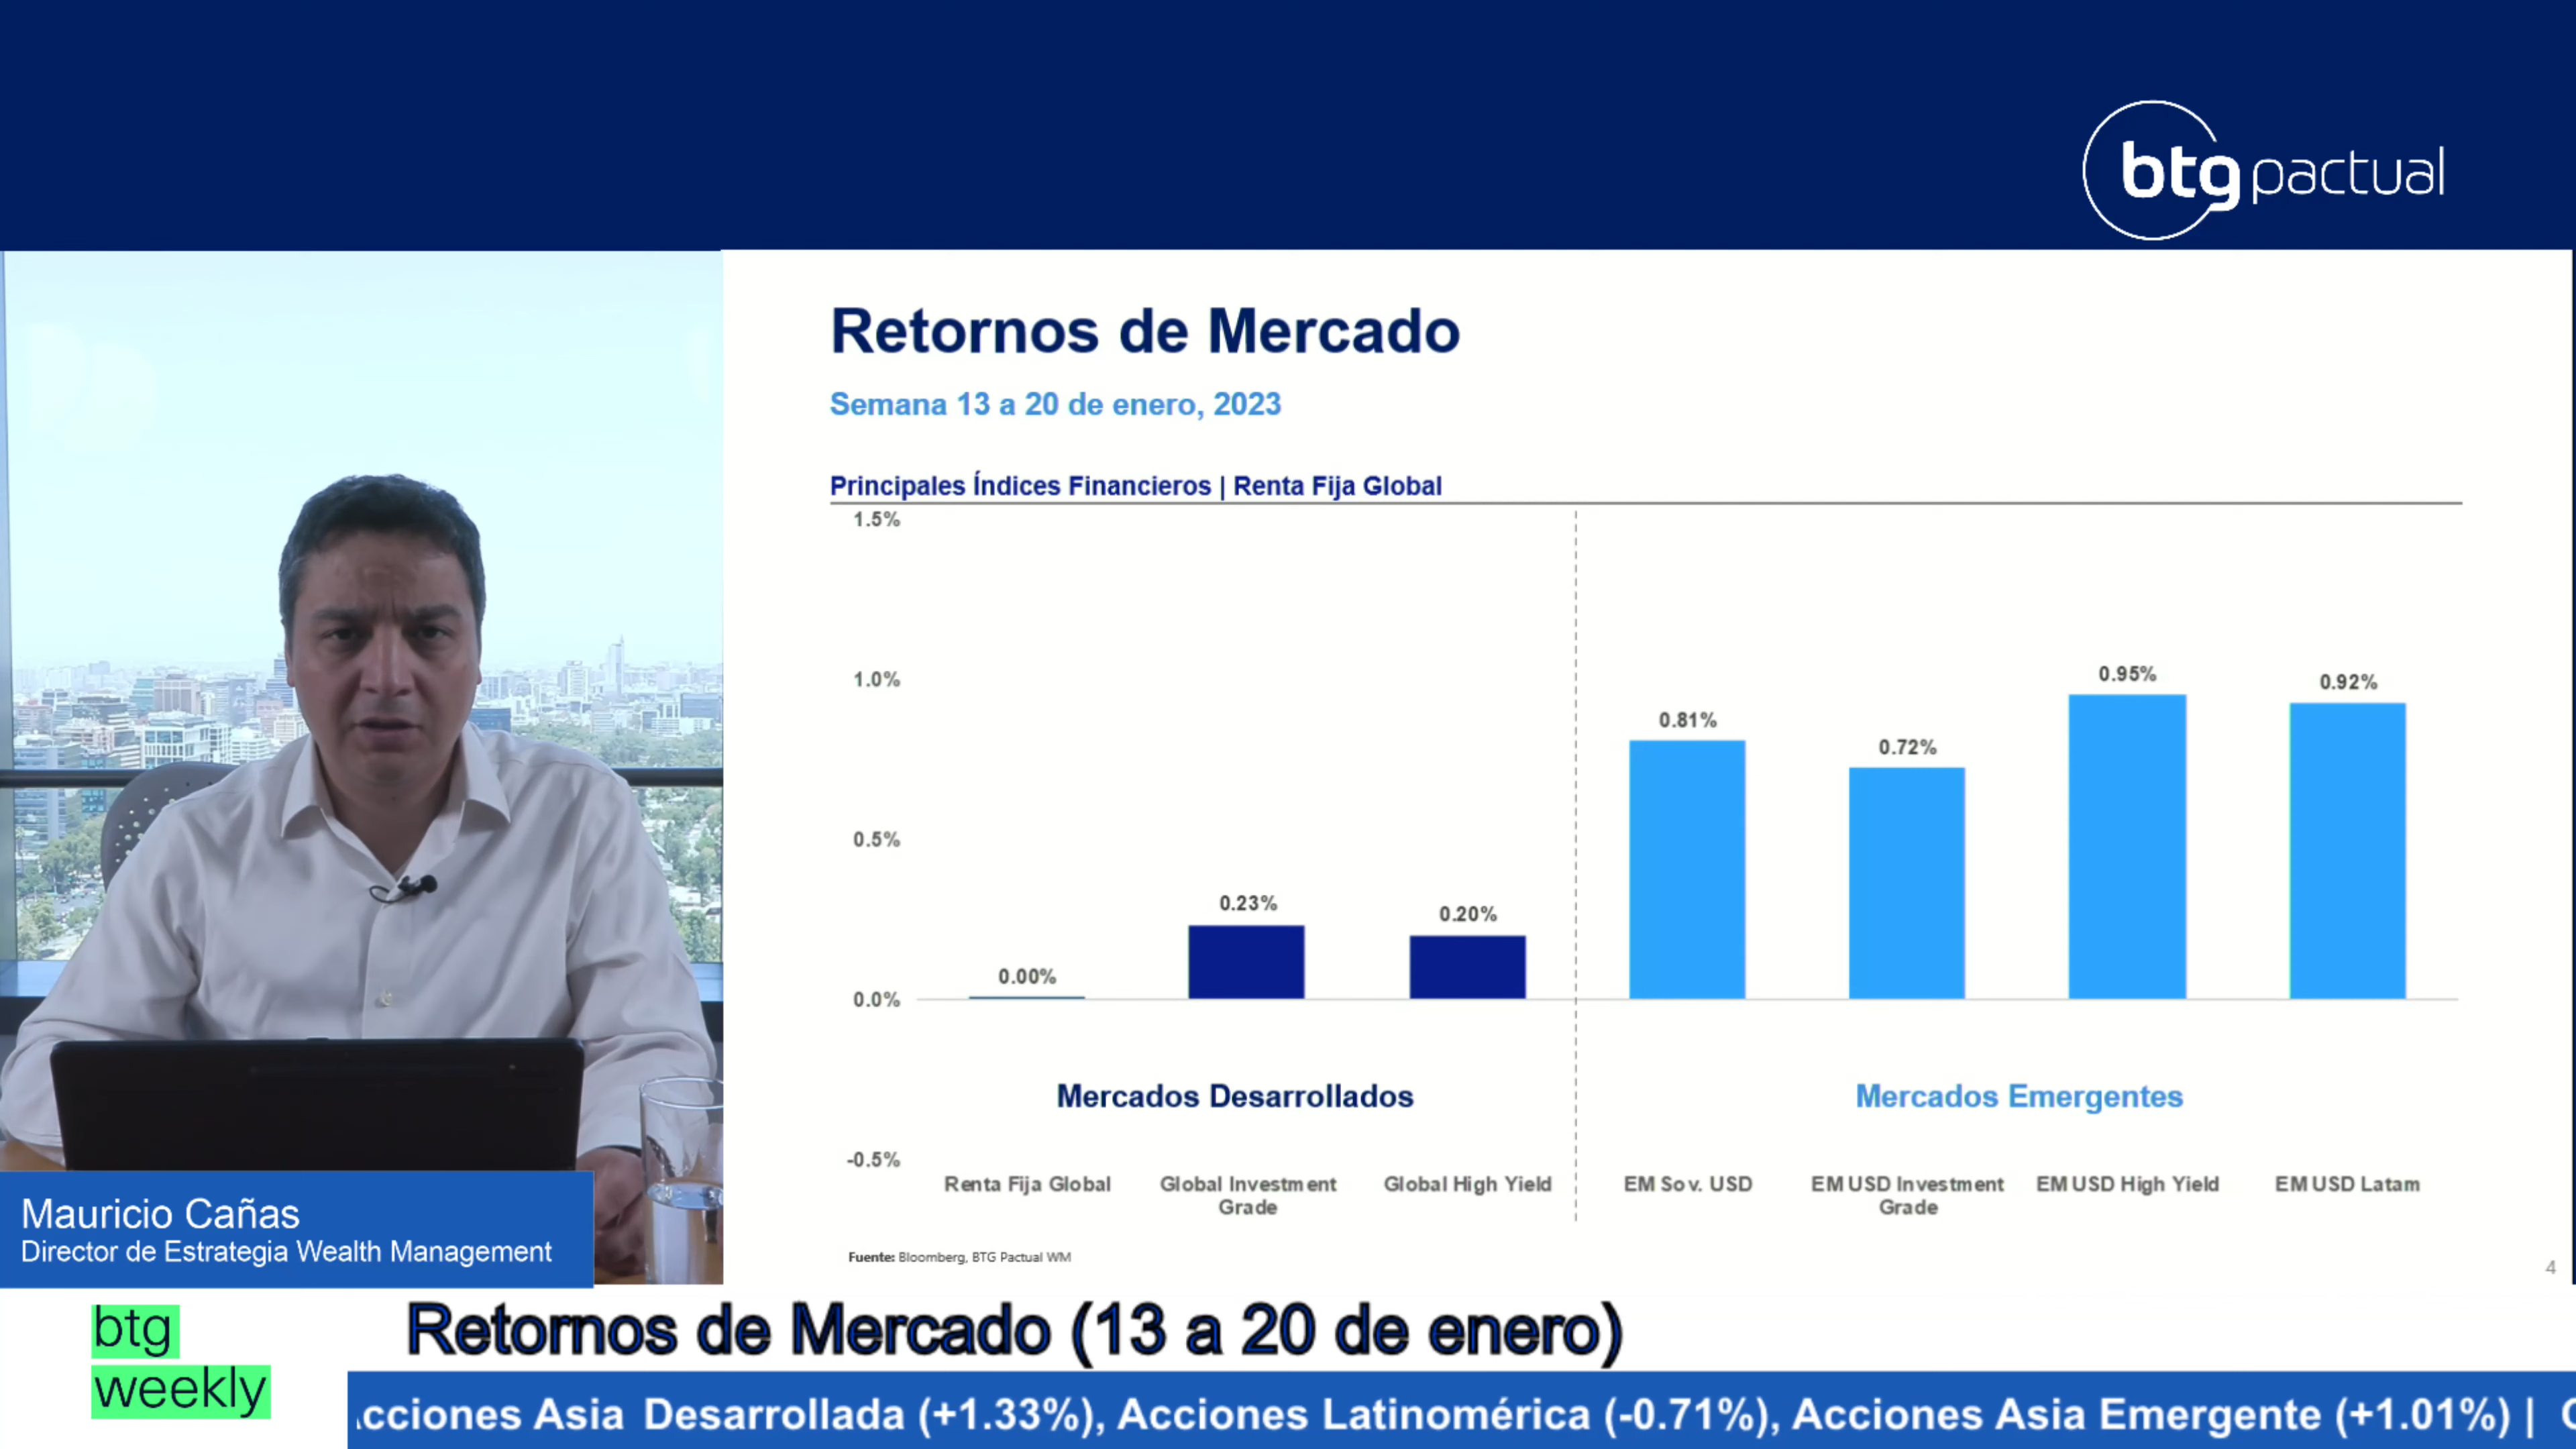 btg pactual
Retornos de Mercado
Semana 13 a 20 de enero, 2023
Principales Índices Financieros | Renta Fija Global
1.5%
1.0%
0.5%
0.0%
-0.5%
0.00%
0.23%
0.20%
0.81%
0.72%
0.95%
0.92%
Mercados Desarrollados
Mercados Emergentes
Renta Fija Global
Global Investment
Grade
Global High Yield
EM Sov. USD
EM USD Investment
Grade
EM USD High Yield
EM USD Latam
Fuente: Bloomberg, BTG Pactual WM
4
Mauricio Cañas
Director de Estrategia Wealth Management
btg
weekly
Retornos de Mercado (13 a 20 de enero)
cciones Asia Desarrollada (+1.33%), Acciones Latinomérica (-0.71%), Acciones Asia Emergente (+1.01%) |